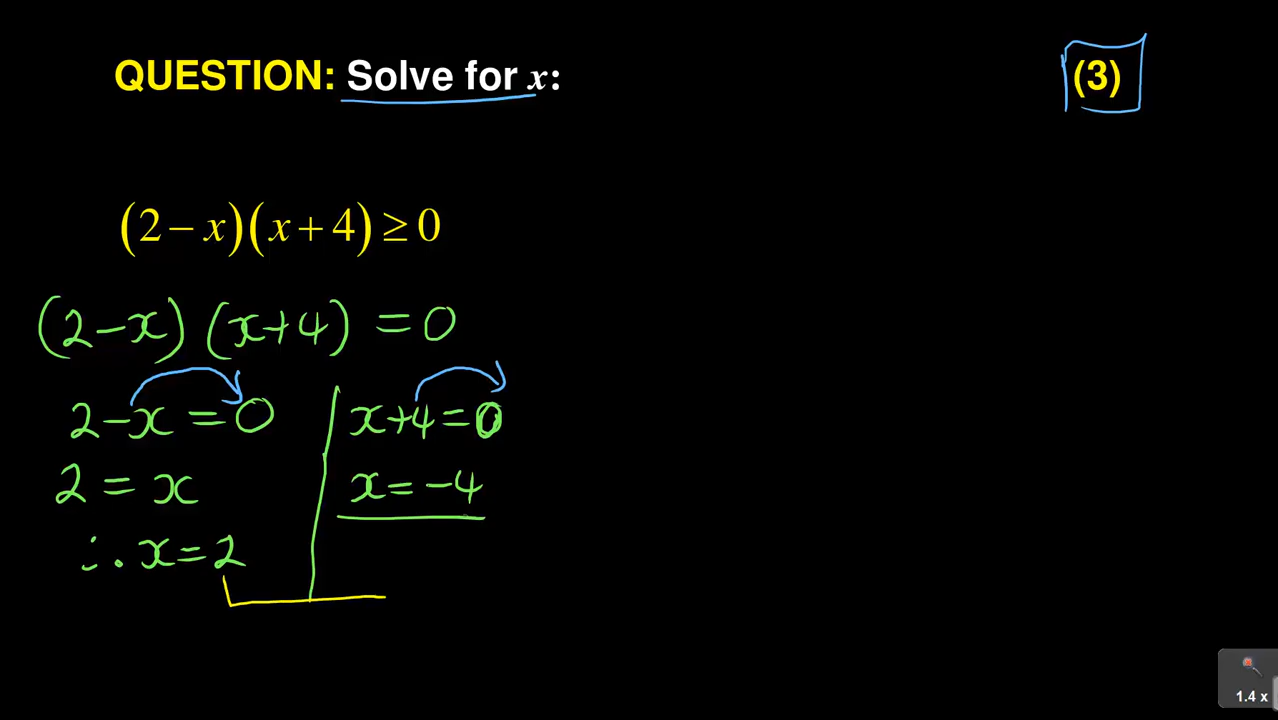 QUESTION: Solve for x: (3)
(2 − x)(x + 4) ≥ 0
(2 − x) (x + 4) = 0
2 − x = 0 x + 4 = 0
2 = x x = −4
∴ x = 2
1.4 x